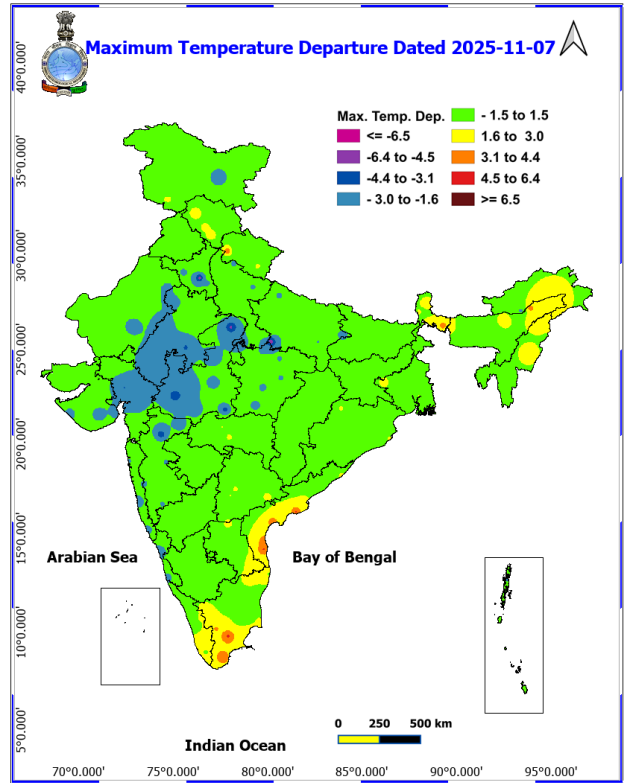 Maximum Temperature Departure Dated 2025-11-07
Max. Temp. Dep.
<= -6.5
-6.4 to -4.5
-4.4 to -3.1
- 3.0 to -1.6
- 1.5 to 1.5
1.6 to 3.0
3.1 to 4.4
4.5 to 6.4
>= 6.5
40°0.000'
35°0.000'
30°0.000'
25°0.000'
20°0.000'
15°0.000'
10°0.000'
5°0.000'
Arabian Sea
Bay of Bengal
Indian Ocean
0 250 500 km
70°0.000' 75°0.000' 80°0.000' 85°0.000' 90°0.000' 95°0.000'